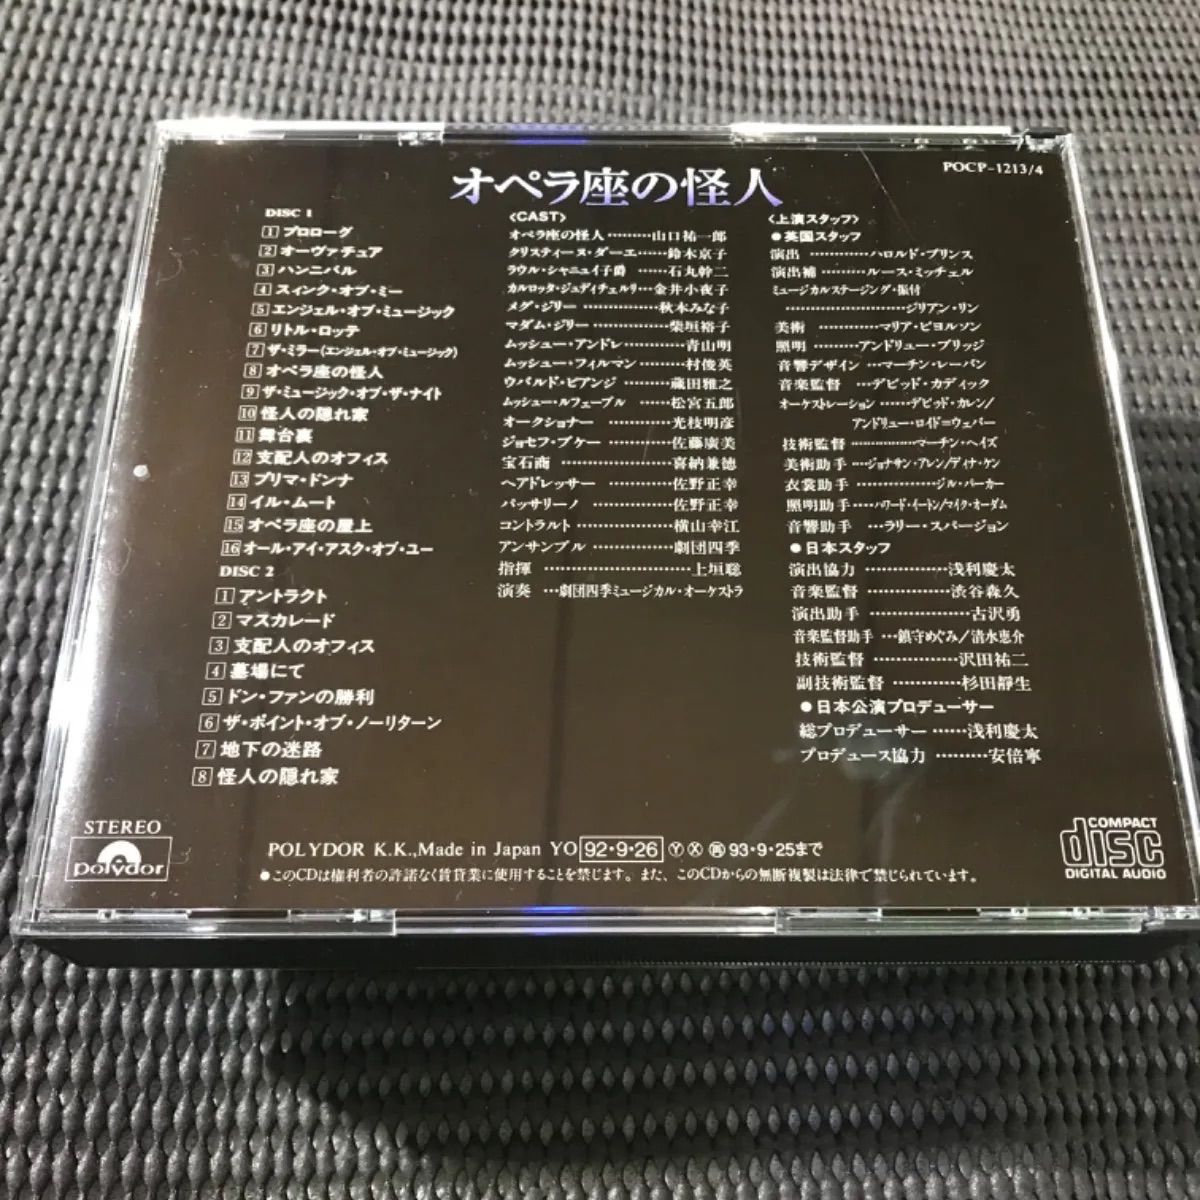 オペラ座の怪人
POCP-1213/4
DISC 1
1 プロローグ
2 オーヴァチュア
3 ハンニバル
4 スィンク・オブ・ミー
5 エンジェル・オブ・ミュージック
6 リトル・ロッテ
7 ザ・ミラー(エンジェル・オブ・ミュージック)
8 オペラ座の怪人
9 ザ・ミュージック・オブ・ザ・ナイト
10 怪人の隠れ家
11 舞台裏
12 支配人のオフィス
13 プリマ・ドンナ
14 イル・ムート
15 オペラ座の屋上
16 オール・アイ・アスク・オブ・ユー
DISC 2
1 アントラクト
2 マスカレード
3 支配人のオフィス
4 墓場にて
5 ドン・ファンの勝利
6 ザ・ポイント・オブ・ノーリターン
7 地下の迷路
8 怪人の隠れ家
〈CAST〉
オペラ座の怪人………山口祐一郎
クリスティーヌ・ダーエ……鈴木京子
ラウル・シャニュイ子爵……石丸幹二
カルロッタ・ジュディチェルリ…金井小夜子
メグ・ジリー…………秋本みな子
マダム・ジリー…………柴垣裕子
ムッシュー・アンドレ…………青山明
ムッシュー・フィルマン………村俊英
ウバルド・ピアンジ………蔵田雅之
ムッシュー・ルフェーブル……松宮五郎
オークショナー…………光枝明彦
ジョセフ・ブケー…………佐藤廣美
宝石商……………喜納兼徳
ヘアドレッサー…………佐野正幸
パッサリーノ…………佐野正幸
コントラルト……………横山幸江
アンサンブル……………劇団四季
指揮…………………上垣聡
演奏…劇団四季ミュージカル・オーケストラ
〈上演スタッフ〉
●英国スタッフ
演出…………ハロルド・プリンス
演出補…………ルース・ミッチェル
ミュージカルステージング・振付
……………………ジリアン・リン
美術…………マリア・ビヨルソン
照明………アンドリュー・ブリッジ
音響デザイン…マーチン・レーバン
音楽監督…デビッド・カディック
オーケストレーション……デビッド・カレン/
アンドリュー・ロイド=ウェバー
技術監督……………マーチン・ヘイズ
美術助手…ジョナサン・アレン/ディナ・ケン
衣裳助手…………ジル・パーカー
照明助手…ハワード・イートン/マイク・オーダム
音響助手…ラリー・スパージョン
●日本スタッフ
演出協力……………浅利慶太
音楽監督……………渋谷森久
演出助手………………古沢勇
音楽監督助手…鎮守めぐみ/清水恵介
技術監督……………沢田祐二
副技術監督…………杉田靜生
●日本公演プロデューサー
総プロデューサー……浅利慶太
プロデュース協力………安倍寧
STEREO
polydor
POLYDOR K.K., Made in Japan YO 92・9・26 Ⓨ Ⓧ 93・9・25まで
●このCDは権利者の許諾なく賃貸業に使用することを禁じます。また、このCDからの無断複製は法律で禁じられています。
COMPACT
disc
DIGITAL AUDIO